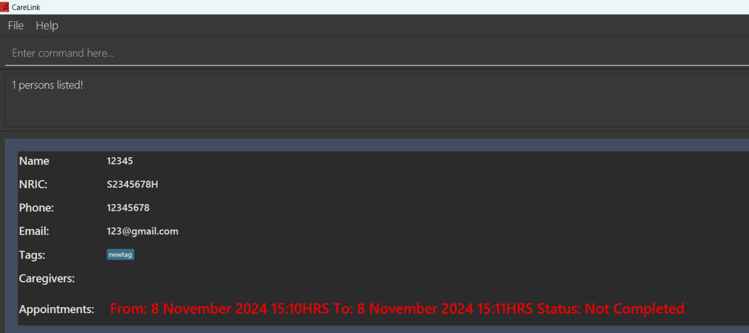 CareLink
File Help
Enter command here...
1 persons listed!
Name 12345
NRIC: S2345678H
Phone: 12345678
Email: 123@gmail.com
Tags: newtag
Caregivers:
Appointments: From: 8 November 2024 15:10HRS To: 8 November 2024 15:11HRS Status: Not Completed